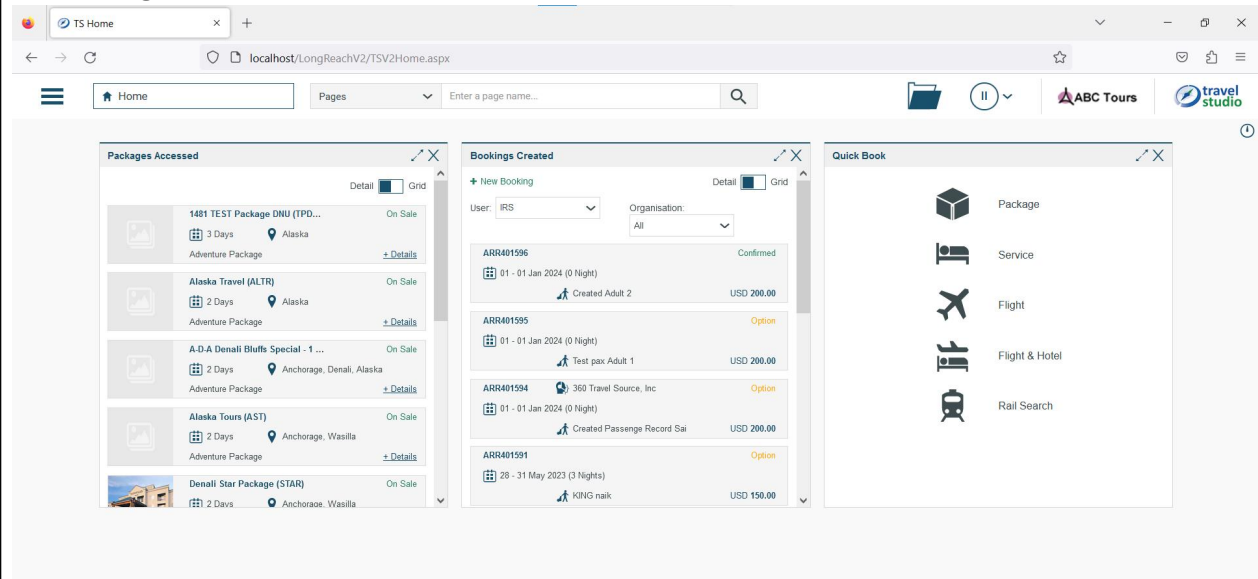 TS Home
localhost/LongReachV2/TSV2Home.aspx
Home
Pages
Enter a page name...
II
ABC Tours
travel
studio
Packages Accessed
Detail Grid
1481 TEST Package DNU (TPD... On Sale
3 Days Alaska
Adventure Package + Details
Alaska Travel (ALTR) On Sale
2 Days Alaska
Adventure Package + Details
A-D-A Denali Bluffs Special - 1 ... On Sale
2 Days Anchorage, Denali, Alaska
Adventure Package + Details
Alaska Tours (AST) On Sale
2 Days Anchorage, Wasilla
Adventure Package + Details
Denali Star Package (STAR) On Sale
2 Days Anchorage, Wasilla
Bookings Created
+ New Booking Detail Grid
User: IRS Organisation:
All
ARR401596 Confirmed
01 - 01 Jan 2024 (0 Night)
Created Adult 2 USD 200.00
ARR401595 Option
01 - 01 Jan 2024 (0 Night)
Test pax Adult 1 USD 200.00
ARR401594 360 Travel Source, Inc Option
01 - 01 Jan 2024 (0 Night)
Created Passenge Record Sai USD 200.00
ARR401591 Option
28 - 31 May 2023 (3 Nights)
KING naik USD 150.00
Quick Book
Package
Service
Flight
Flight & Hotel
Rail Search